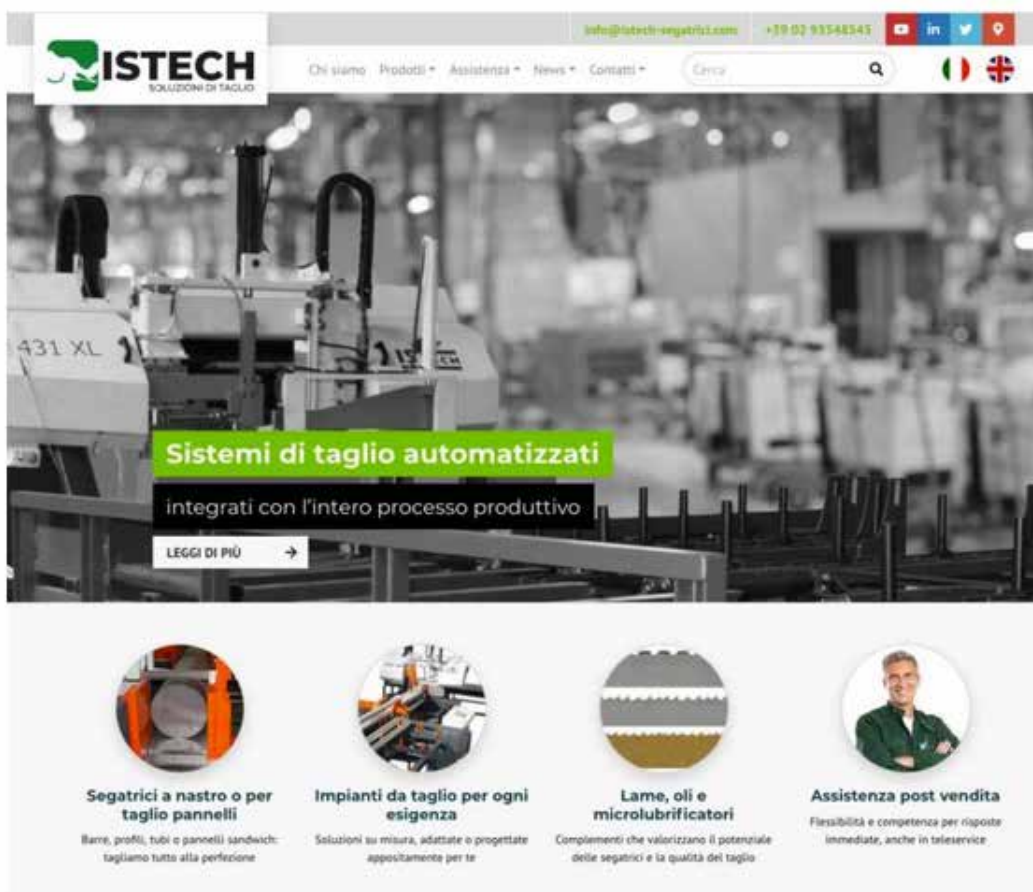 info@istech-segatrici.com +39 02 93548545
ISTECH
SOLUZIONI DI TAGLIO
Chi siamo Prodotti Assistenza News Contatti Cerca
431 XL
ISTECH
Sistemi di taglio automatizzati
integrati con l'intero processo produttivo
LEGGI DI PIÙ
Segatrici a nastro o per
taglio pannelli
Barre, profili, tubi o pannelli sandwich:
tagliamo tutto alla perfezione
Impianti da taglio per ogni
esigenza
Soluzioni su misura, adattate o progettate
appositamente per te
Lame, oli e
microlubrificatori
Complementi che valorizzano il potenziale
delle segatrici e la qualità del taglio
Assistenza post vendita
Flessibilità e competenza per risposte
immediate, anche in teleservice